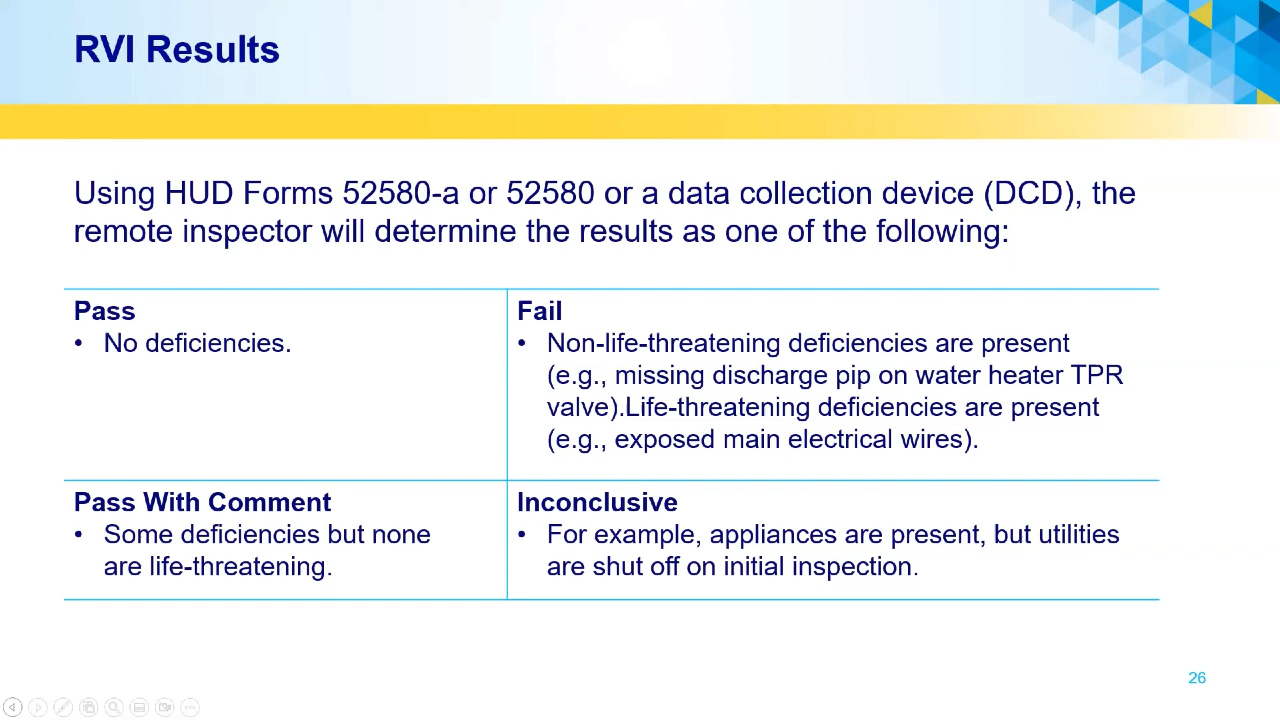 RVI Results
Using HUD Forms 52580-a or 52580 or a data collection device (DCD), the
remote inspector will determine the results as one of the following:
Pass
• No deficiencies.
Fail
• Non-life-threatening deficiencies are present
(e.g., missing discharge pip on water heater TPR
valve).Life-threatening deficiencies are present
(e.g., exposed main electrical wires).
Pass With Comment
• Some deficiencies but none
are life-threatening.
Inconclusive
• For example, appliances are present, but utilities
are shut off on initial inspection.
26